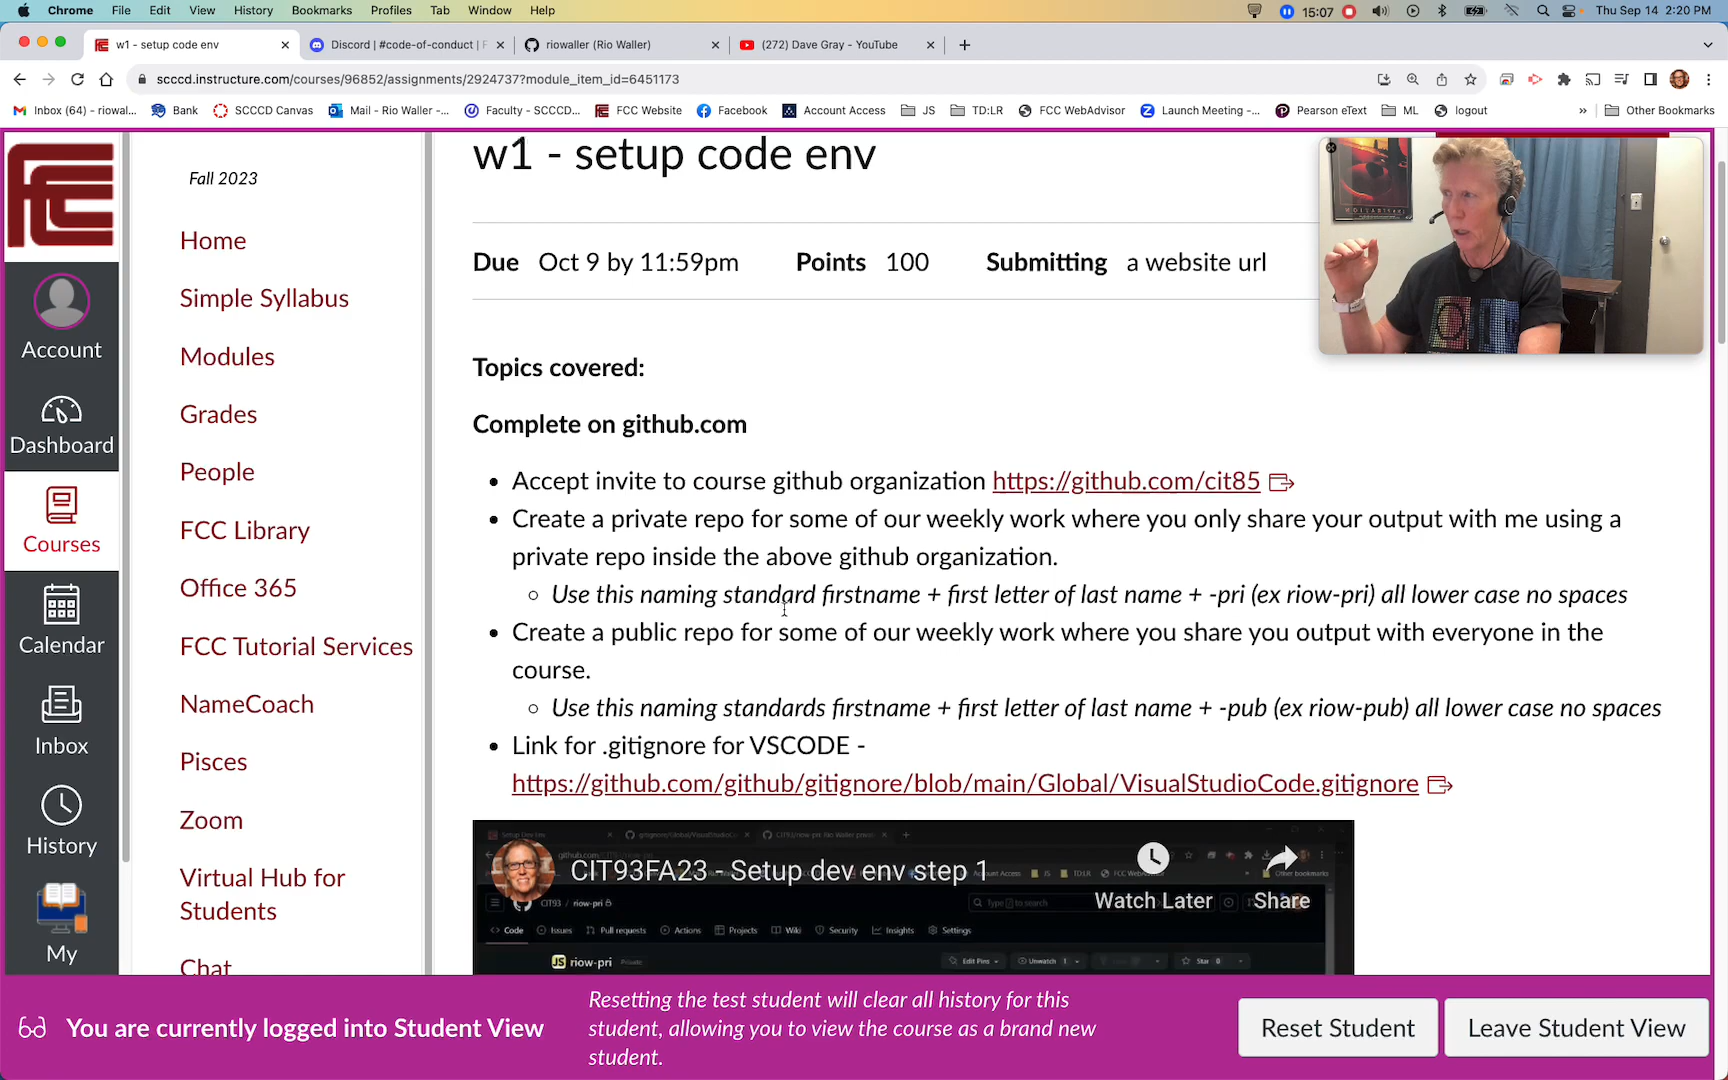 Chrome File Edit View History Bookmarks Profiles Tab Window Help 15:07 Thu Sep 14 2:20 PM
w1 - setup code env Discord | #code-of-conduct | F riowaller (Rio Waller) (272) Dave Gray - YouTube
scccd.instructure.com/courses/96852/assignments/2924737?module_item_id=6451173
Inbox (64) - riowal... Bank SCCCD Canvas Mail - Rio Waller -... Faculty - SCCCD... FCC Website Facebook Account Access JS TD:LR FCC WebAdvisor Launch Meeting -... Pearson eText ML logout » Other Bookmarks
Account
Dashboard
Courses
Calendar
Inbox
History
My
Fall 2023
Home
Simple Syllabus
Modules
Grades
People
FCC Library
Office 365
FCC Tutorial Services
NameCoach
Pisces
Zoom
Virtual Hub for
Students
Chat
w1 - setup code env
Due Oct 9 by 11:59pm Points 100 Submitting a website url
Topics covered:
Complete on github.com
Accept invite to course github organization https://github.com/cit85
Create a private repo for some of our weekly work where you only share your output with me using a
private repo inside the above github organization.
Use this naming standard firstname + first letter of last name + -pri (ex riow-pri) all lower case no spaces
Create a public repo for some of our weekly work where you share you output with everyone in the
course.
Use this naming standards firstname + first letter of last name + -pub (ex riow-pub) all lower case no spaces
Link for .gitignore for VSCODE -
https://github.com/github/gitignore/blob/main/Global/VisualStudioCode.gitignore
CIT93FA23 - Setup dev env step 1
Watch Later Share
CIT93 / riow-pri Type / to search
Code Issues Pull requests Actions Projects Wiki Security Insights Settings
JS riow-pri Private Edit Pins Unwatch 1 Star 0
You are currently logged into Student View
Resetting the test student will clear all history for this
student, allowing you to view the course as a brand new
student.
Reset Student Leave Student View